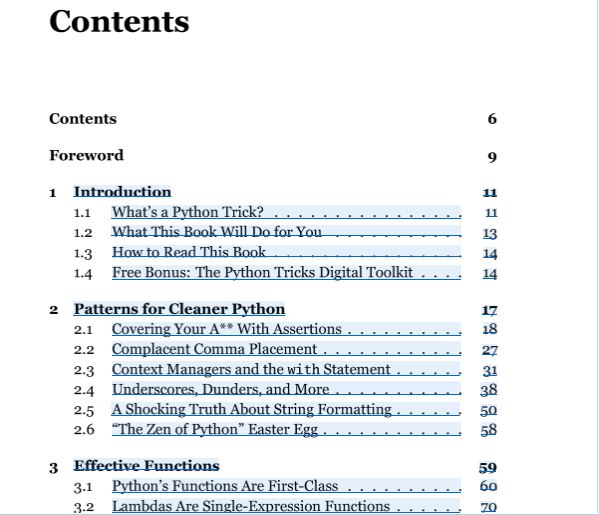 Contents
Contents 6
Foreword 9
1 Introduction 11
1.1 What's a Python Trick? . . . . . . . . . . . . . . . . 11
1.2 What This Book Will Do for You . . . . . . . . . . . 13
1.3 How to Read This Book . . . . . . . . . . . . . . . . 14
1.4 Free Bonus: The Python Tricks Digital Toolkit . . . . 14
2 Patterns for Cleaner Python 17
2.1 Covering Your A** With Assertions . . . . . . . . . . 18
2.2 Complacent Comma Placement . . . . . . . . . . . . 27
2.3 Context Managers and the with Statement . . . . . . 31
2.4 Underscores, Dunders, and More . . . . . . . . . . . 38
2.5 A Shocking Truth About String Formatting . . . . . . 50
2.6 “The Zen of Python” Easter Egg . . . . . . . . . . . . 58
3 Effective Functions 59
3.1 Python's Functions Are First-Class . . . . . . . . . . 60
3.2 Lambdas Are Single-Expression Functions . . . . . . 70